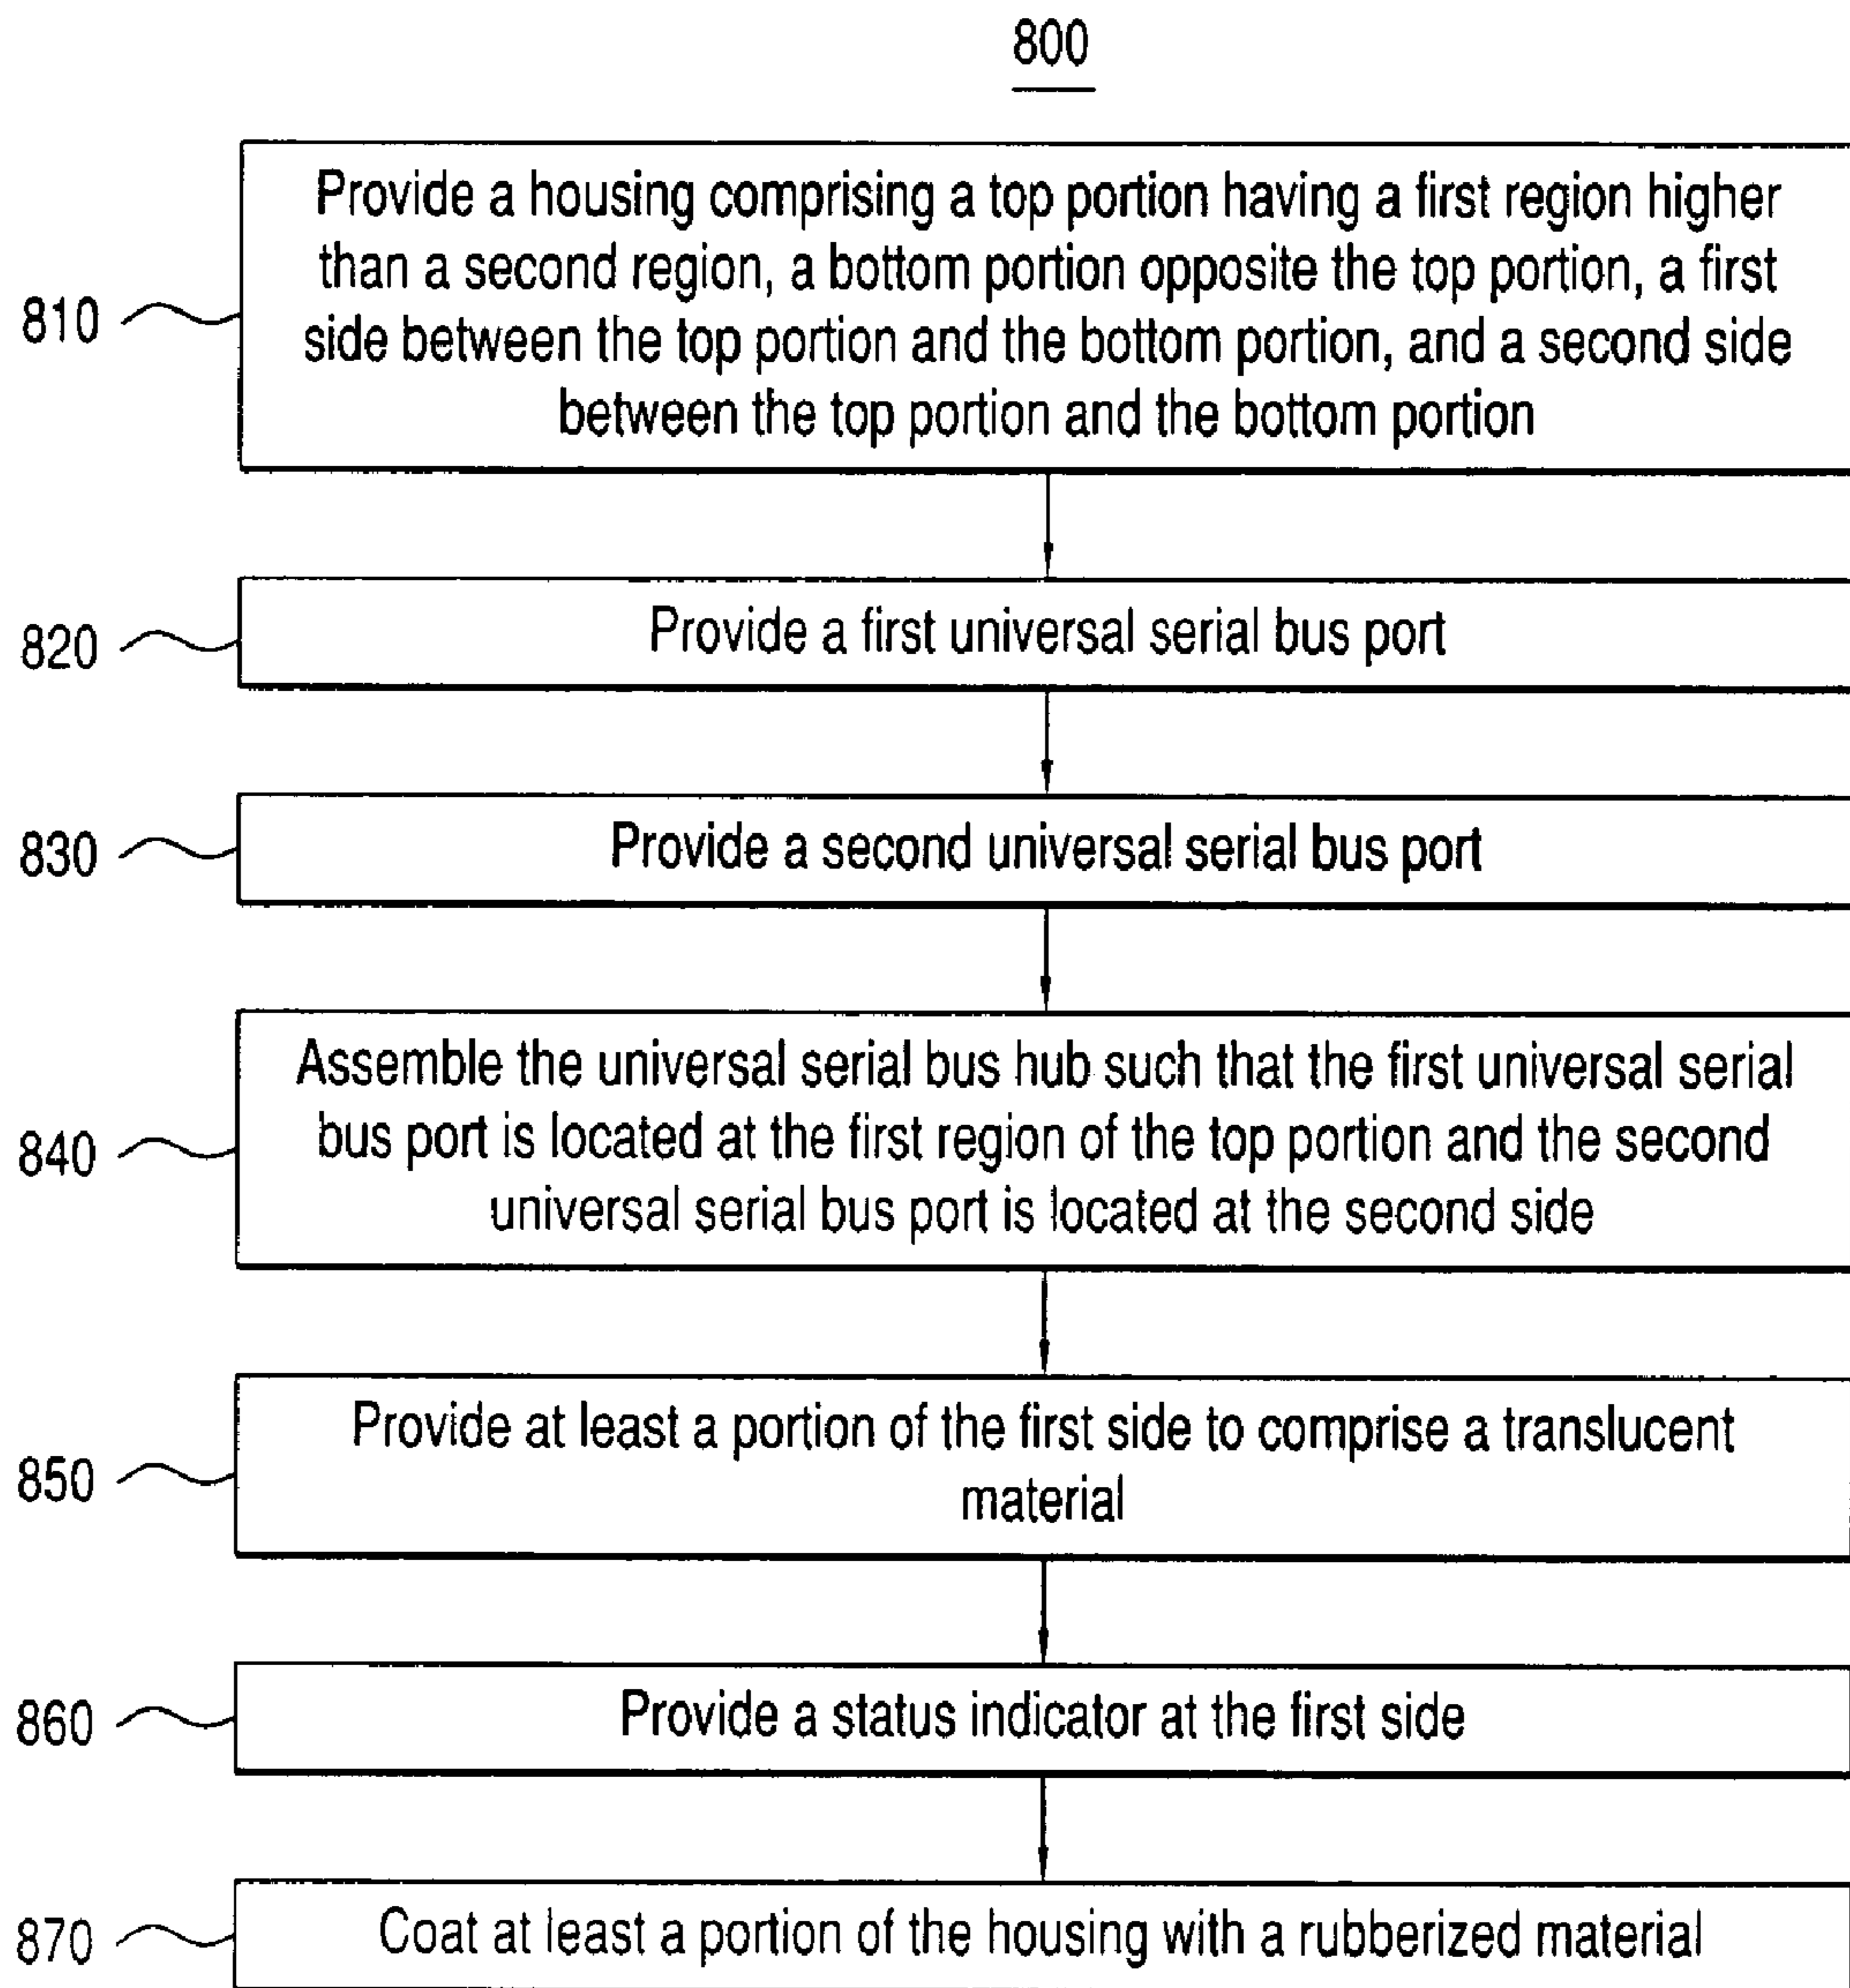 800
Provide a housing comprising a top portion having a first region higher
than a second region, a bottom portion opposite the top portion, a first
side between the top portion and the bottom portion, and a second side
between the top portion and the bottom portion
810
Provide a first universal serial bus port
820
Provide a second universal serial bus port
830
Assemble the universal serial bus hub such that the first universal serial
bus port is located at the first region of the top portion and the second
universal serial bus port is located at the second side
840
Provide at least a portion of the first side to comprise a translucent
material
850
Provide a status indicator at the first side
860
Coat at least a portion of the housing with a rubberized material
870